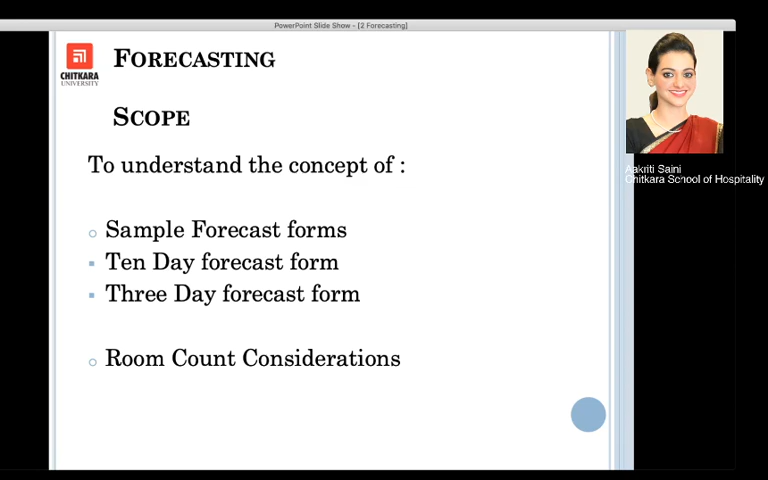 PowerPoint Slide Show - [2 Forecasting]
CHITKARA
UNIVERSITY
FORECASTING
SCOPE
To understand the concept of :
Sample Forecast forms
Ten Day forecast form
Three Day forecast form
Room Count Considerations
Aakriti Saini
Chitkara School of Hospitality